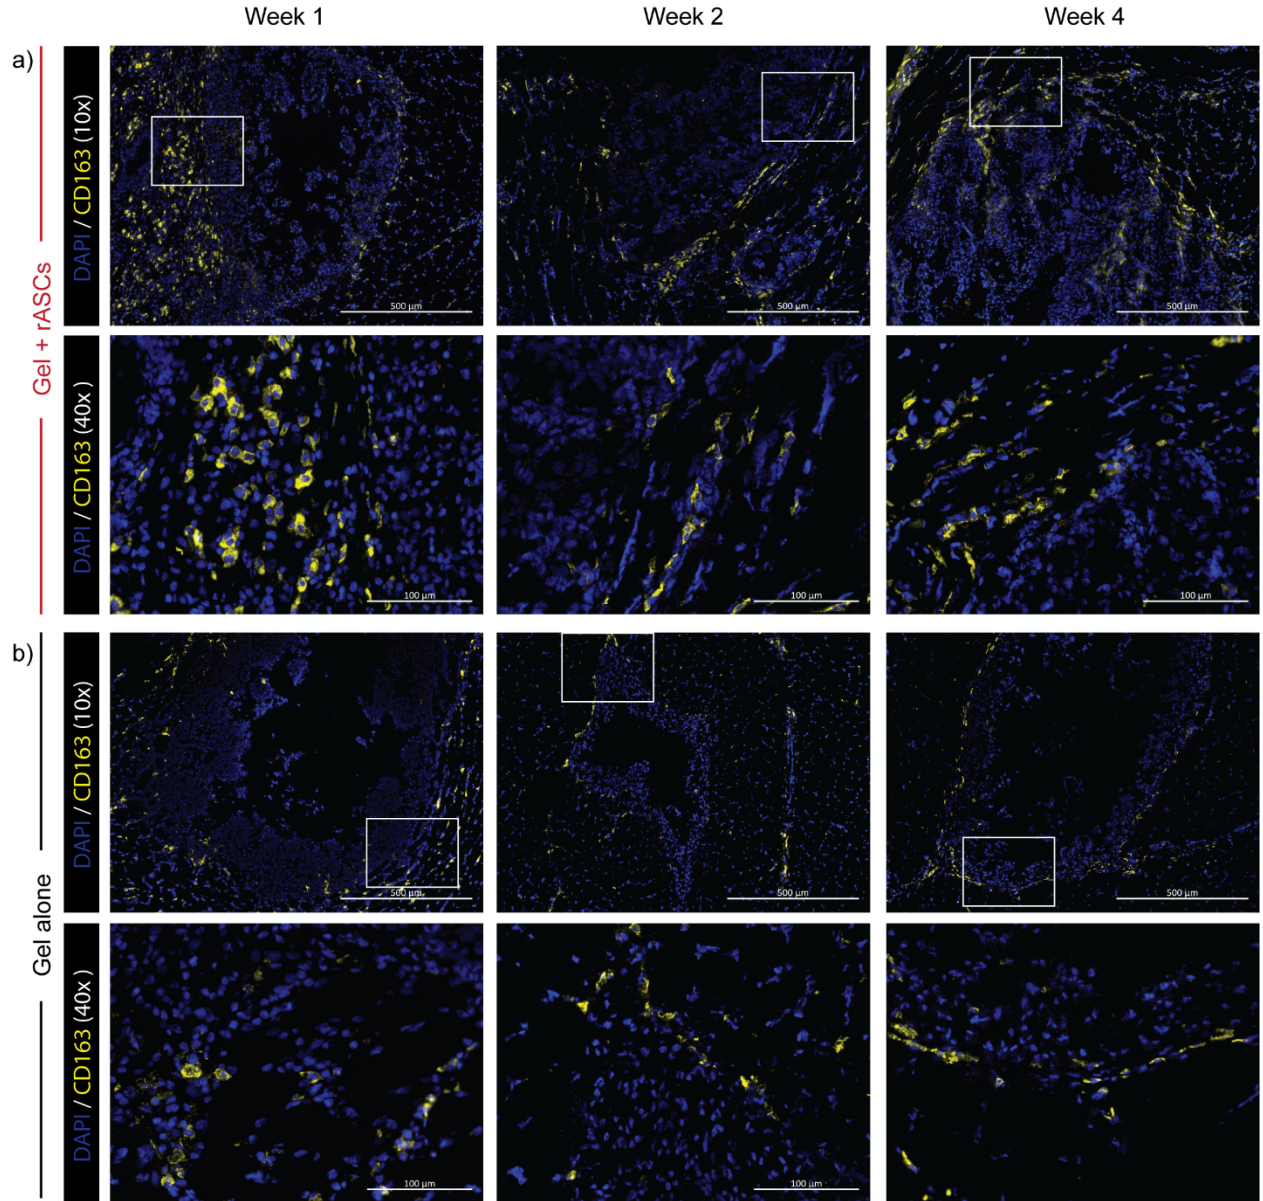 Week 1
Week 2
Week 4
a)
Gel + rASCs
DAPI / CD163 (10x)
500 µm
500 µm
500 µm
DAPI / CD163 (40x)
100 µm
100 µm
100 µm
b)
Gel alone
DAPI / CD163 (10x)
500 µm
500 µm
500 µm
DAPI / CD163 (40x)
100 µm
100 µm
100 µm